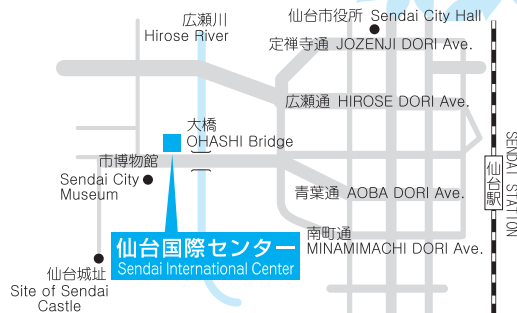 広瀬川
Hirose River
仙台市役所 Sendai City Hall
定禅寺通 JOZENJI DORI Ave.
広瀬通 HIROSE DORI Ave.
大橋
OHASHI Bridge
市博物館
Sendai City
Museum
青葉通 AOBA DORI Ave.
仙台駅
SENDAI STATION
南町通
MINAMIMACHI DORI Ave.
仙台国際センター
Sendai International Center
仙台城址
Site of Sendai
Castle